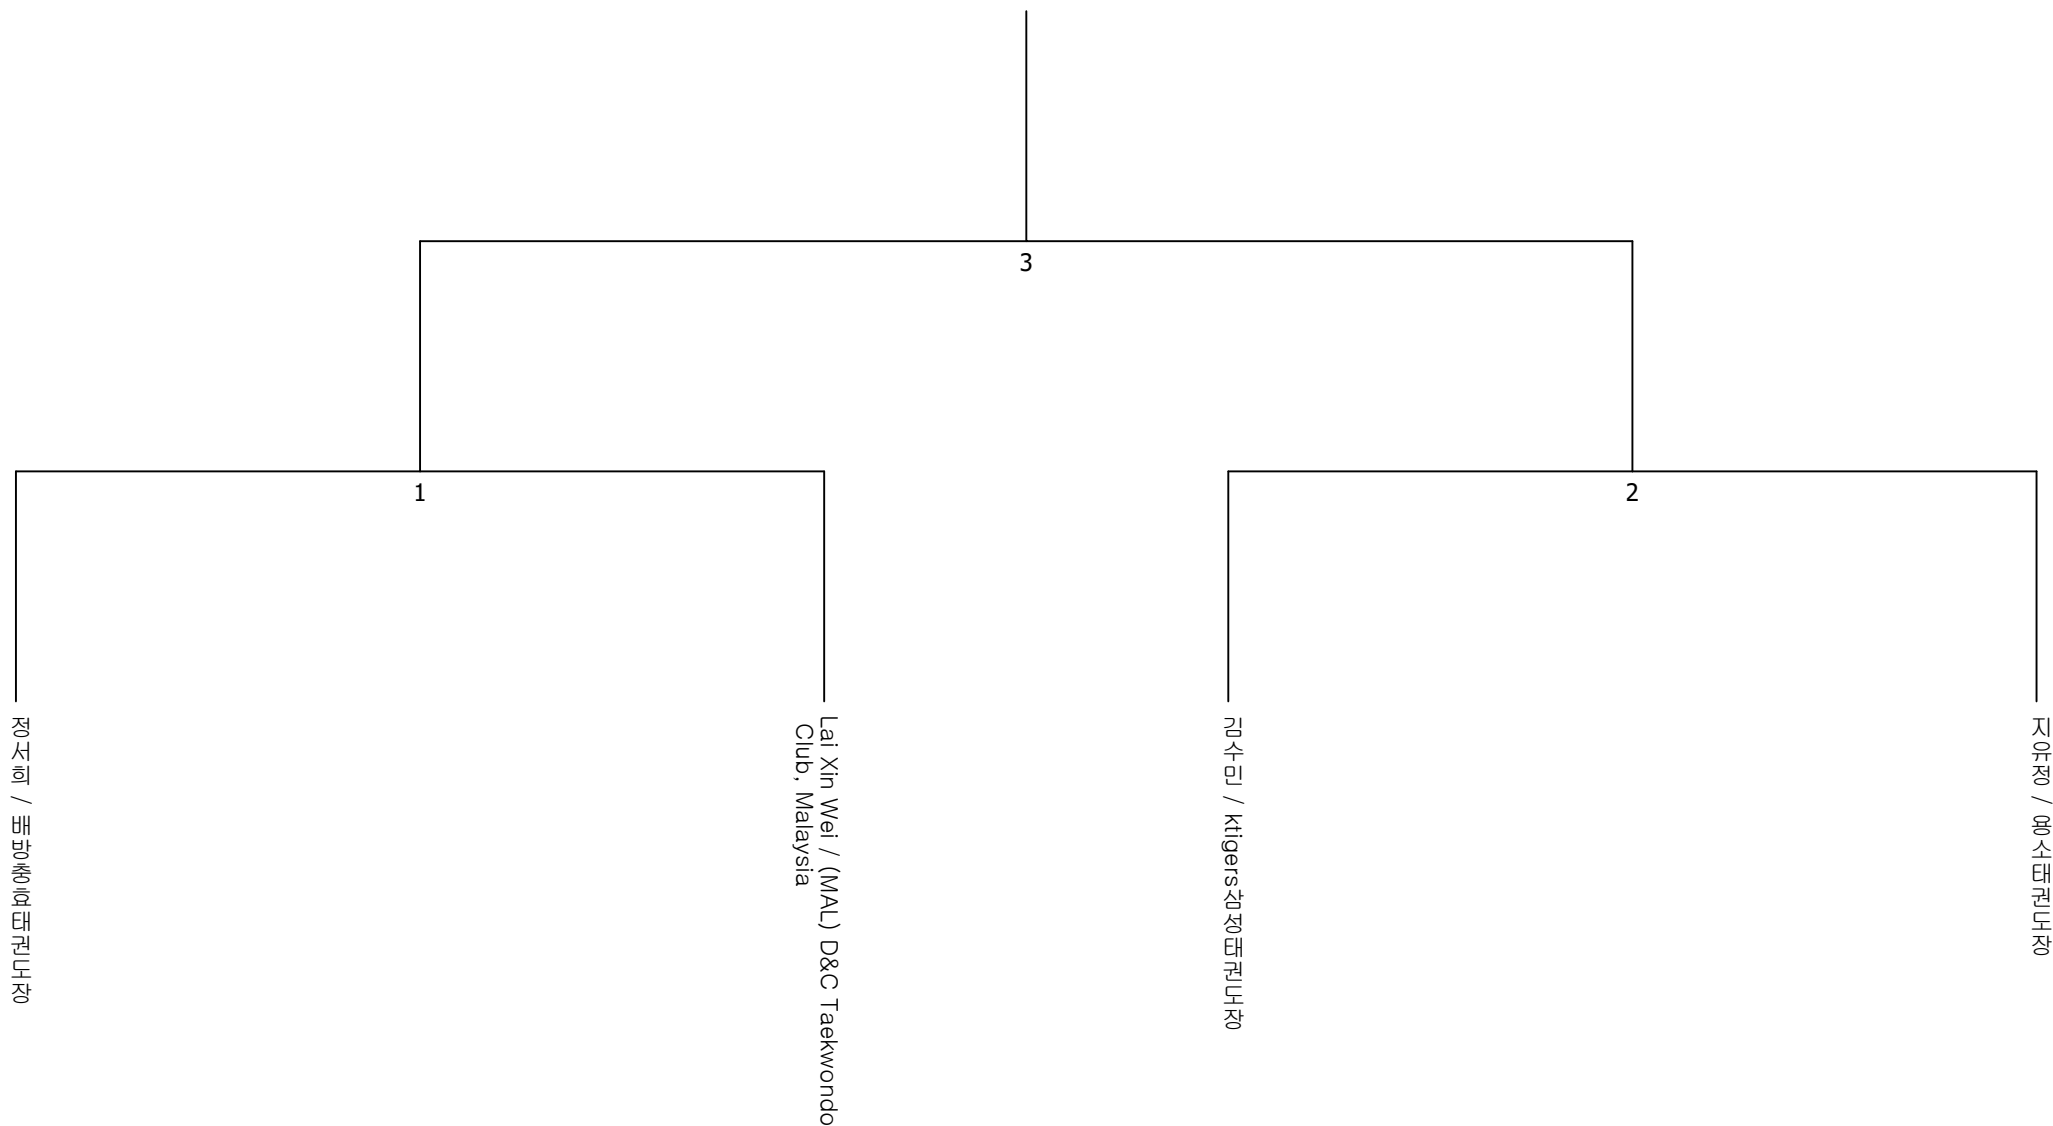 3
1
2
정서희 / 배방충효태권도장
Lai Xin Wei / (MAL) D&C Taekwondo
Club, Malaysia
김수민 / ktigers삼성태권도장
지유정 / 용소태권도장